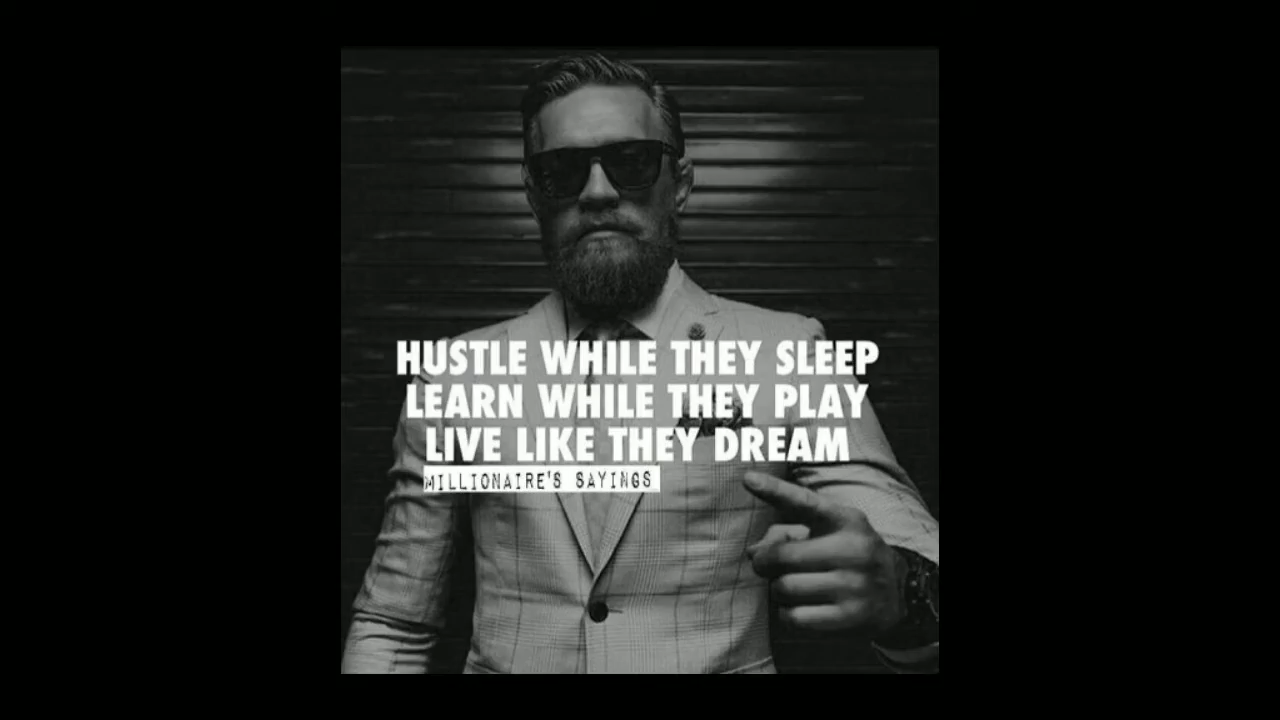 HUSTLE WHILE THEY SLEEP
LEARN WHILE THEY PLAY
LIVE LIKE THEY DREAM
MILLIONAIRE'S SAYINGS